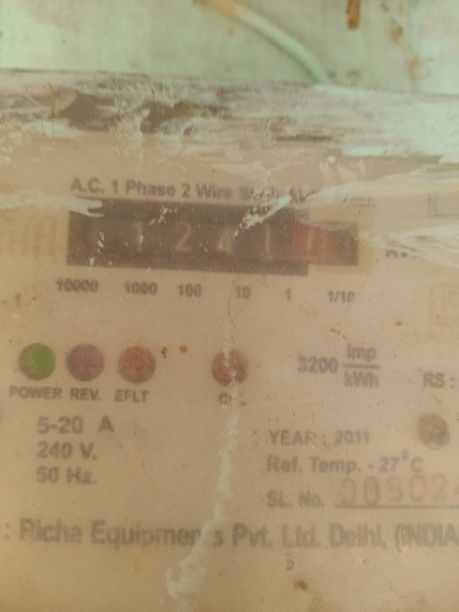 A.C. 1 Phase 2 Wire
10000 1000 100 10 1 1/10
3200 Imp/kWh
POWER REV. EFLT
RS :
5-20 A
240 V.
50 Hz.
YEAR : 2011
Ref. Temp. - 27°C
SL. No.
: Richa Equipments Pvt. Ltd. Delhi, (INDIA